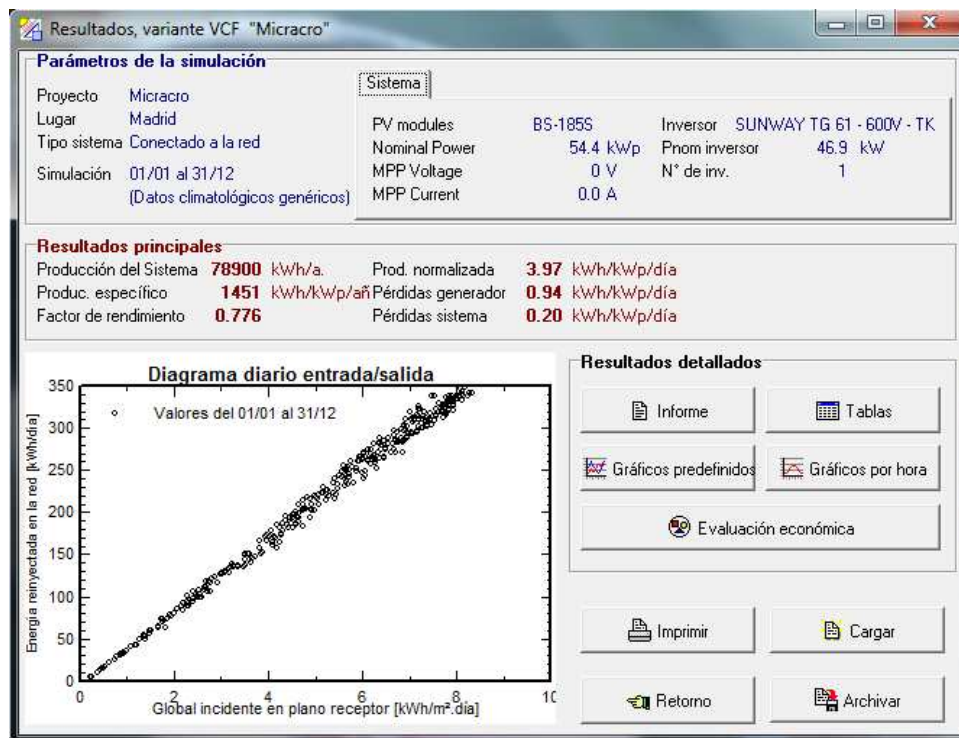 Resultados, variante VCF "Micracro"
Parámetros de la simulación
Proyecto Micracro
Lugar Madrid
Tipo sistema Conectado a la red
Simulación 01/01 al 31/12
(Datos climatológicos genéricos)
Sistema
PV modules BS-185S Inversor SUNWAY TG 61 - 600V - TK
Nominal Power 54.4 kWp Pnom inversor 46.9 kW
MPP Voltage 0 V N° de inv. 1
MPP Current 0.0 A
Resultados principales
Producción del Sistema 78900 kWh/a. Prod. normalizada 3.97 kWh/kWp/día
Produc. específico 1451 kWh/kWp/añ Pérdidas generador 0.94 kWh/kWp/día
Factor de rendimiento 0.776 Pérdidas sistema 0.20 kWh/kWp/día
Diagrama diario entrada/salida
Valores del 01/01 al 31/12
Energía reinyectada en la red [kWh/día]
350
300
250
200
150
100
50
0
0 2 4 6 8 10
Global incidente en plano receptor [kWh/m².día]
Resultados detallados
Informe Tablas
Gráficos predefinidos Gráficos por hora
Evaluación económica
Imprimir Cargar
Retorno Archivar